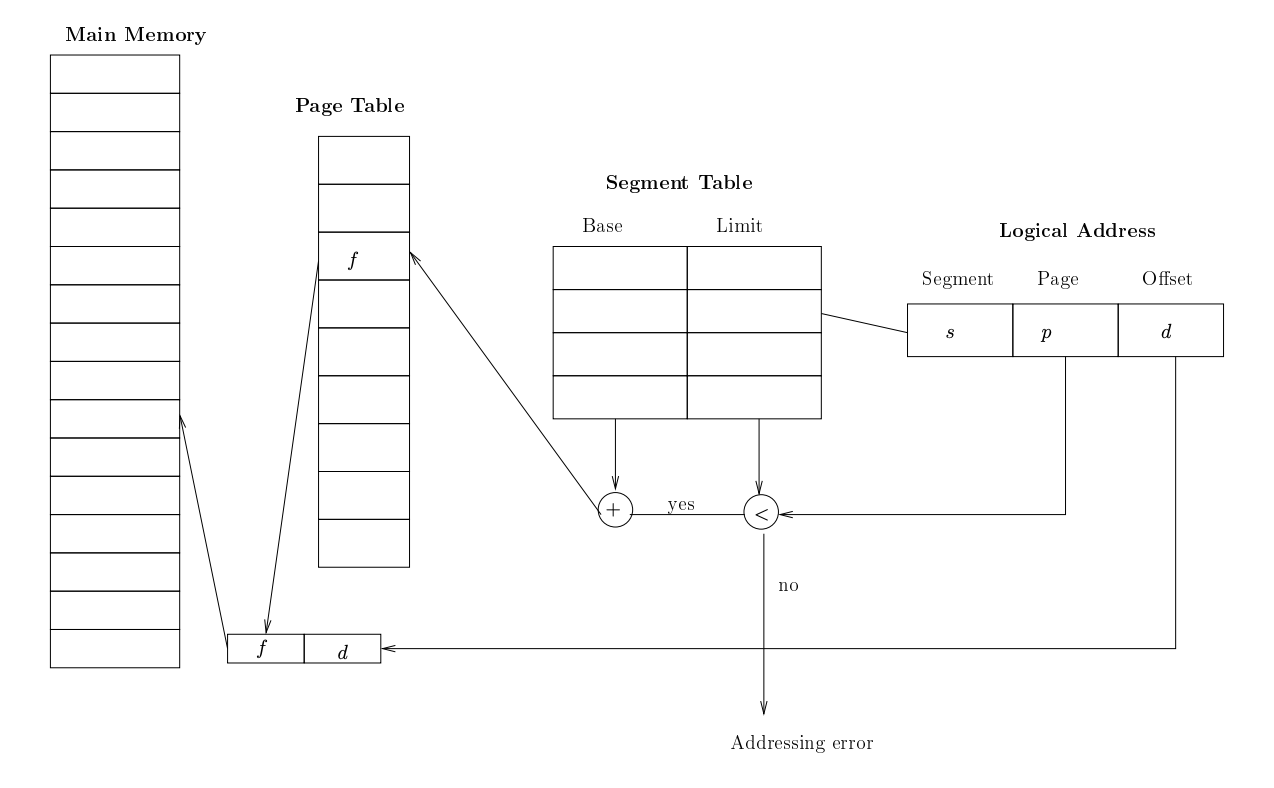 Main Memory
Page Table
f
Segment Table
Base Limit
Logical Address
Segment Page Offset
s p d
+ yes <
no
f d
Addressing error